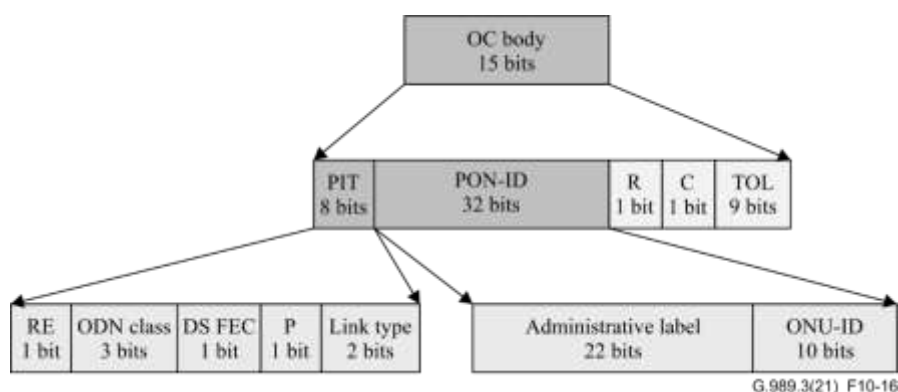 OC body
15 bits
PIT
8 bits
PON-ID
32 bits
R
1 bit
C
1 bit
TOL
9 bits
RE
1 bit
ODN class
3 bits
DS FEC
1 bit
P
1 bit
Link type
2 bits
Administrative label
22 bits
ONU-ID
10 bits
G.989.3(21)_F10-16